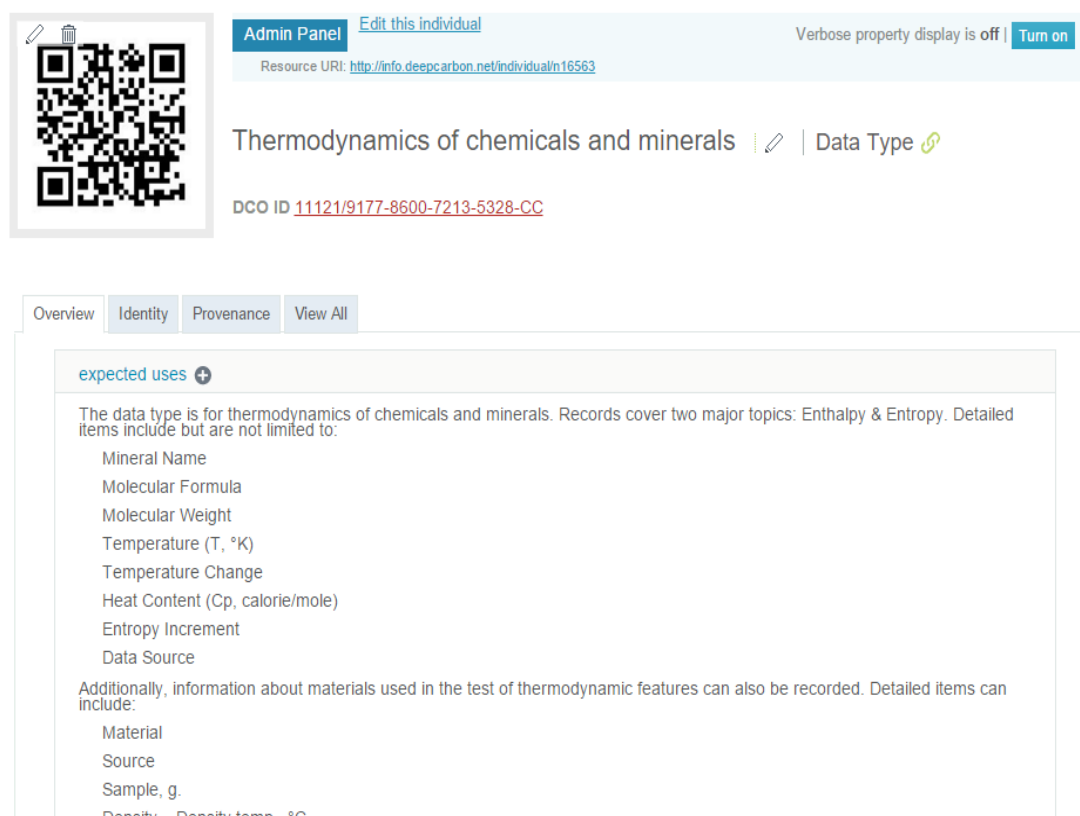 Admin Panel Edit this individual Verbose property display is off | Turn on
Resource URI: http://info.deepcarbon.net/individual/n16563
Thermodynamics of chemicals and minerals | Data Type
DCO ID 11121/9177-8600-7213-5328-CC
Overview Identity Provenance View All
expected uses
The data type is for thermodynamics of chemicals and minerals. Records cover two major topics: Enthalpy & Entropy. Detailed
items include but are not limited to:
Mineral Name
Molecular Formula
Molecular Weight
Temperature (T, °K)
Temperature Change
Heat Content (Cp, calorie/mole)
Entropy Increment
Data Source
Additionally, information about materials used in the test of thermodynamic features can also be recorded. Detailed items can
include:
Material
Source
Sample, g.